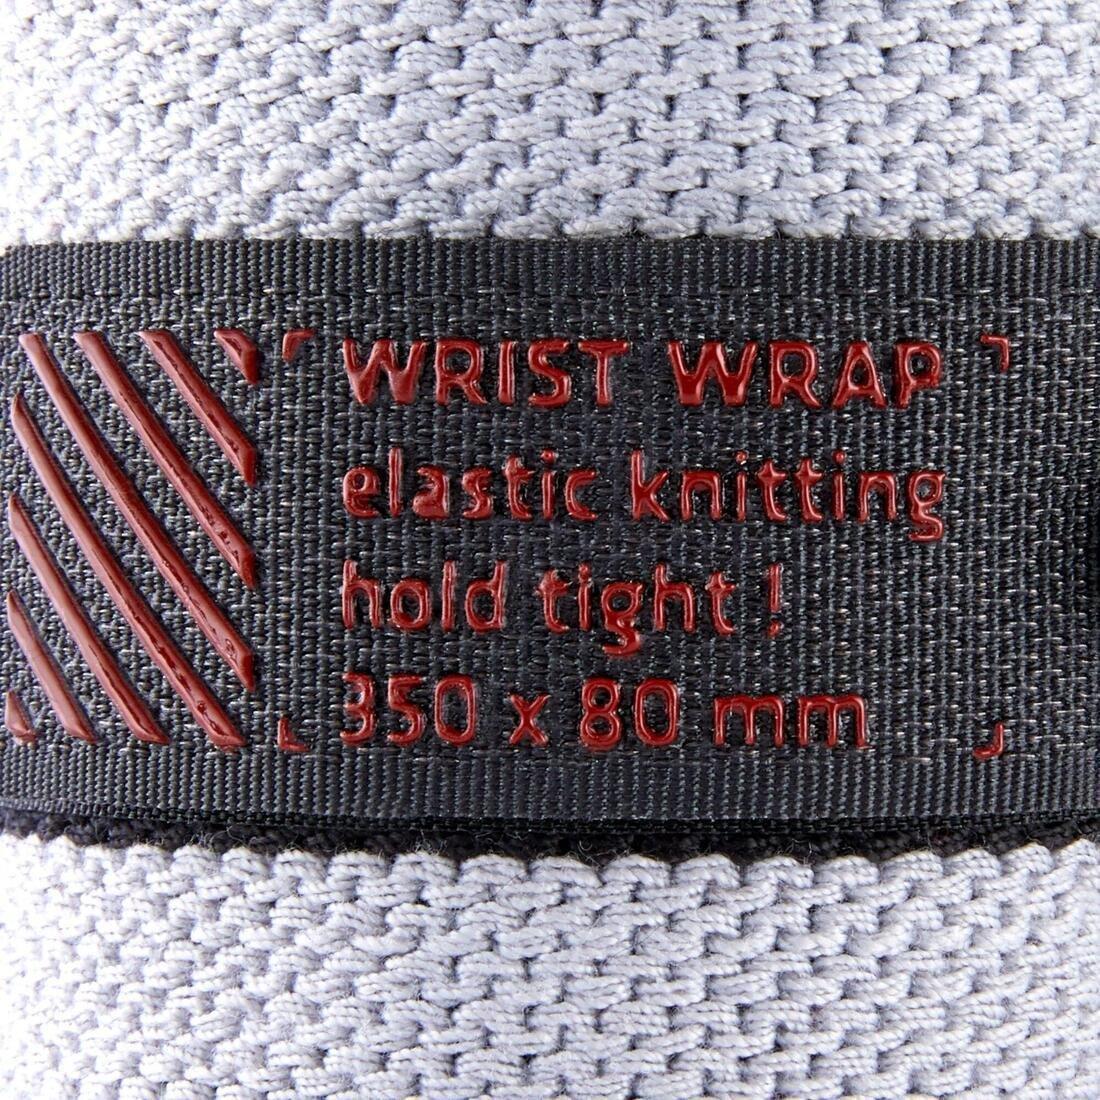 WRIST WRAP
elastic knitting
hold tight !
350 x 80 mm